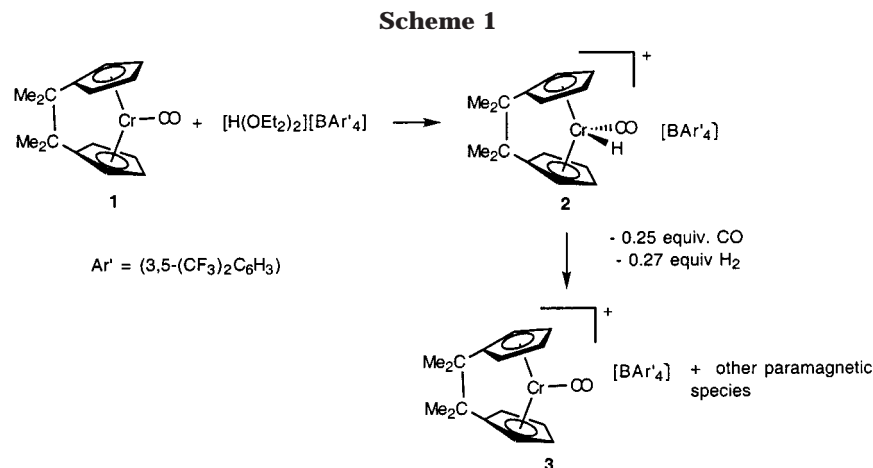 Scheme 1
Me₂C
Me₂C
Cr—CO
+ [H(OEt₂)₂][BAr'₄]
+
Me₂C
Me₂C
Cr
CO
H
[BAr'₄]
1
2
Ar' = (3,5-(CF₃)₂C₆H₃)
- 0.25 equiv. CO
- 0.27 equiv H₂
+
Me₂C
Me₂C
Cr—CO
[BAr'₄] + other paramagnetic
species
3